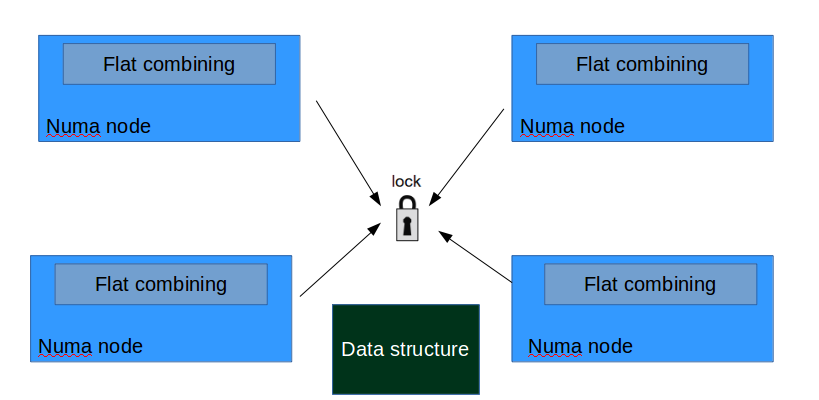 Flat combining
Numa node
Flat combining
Numa node
lock
Flat combining
Numa node
Flat combining
Numa node
Data structure